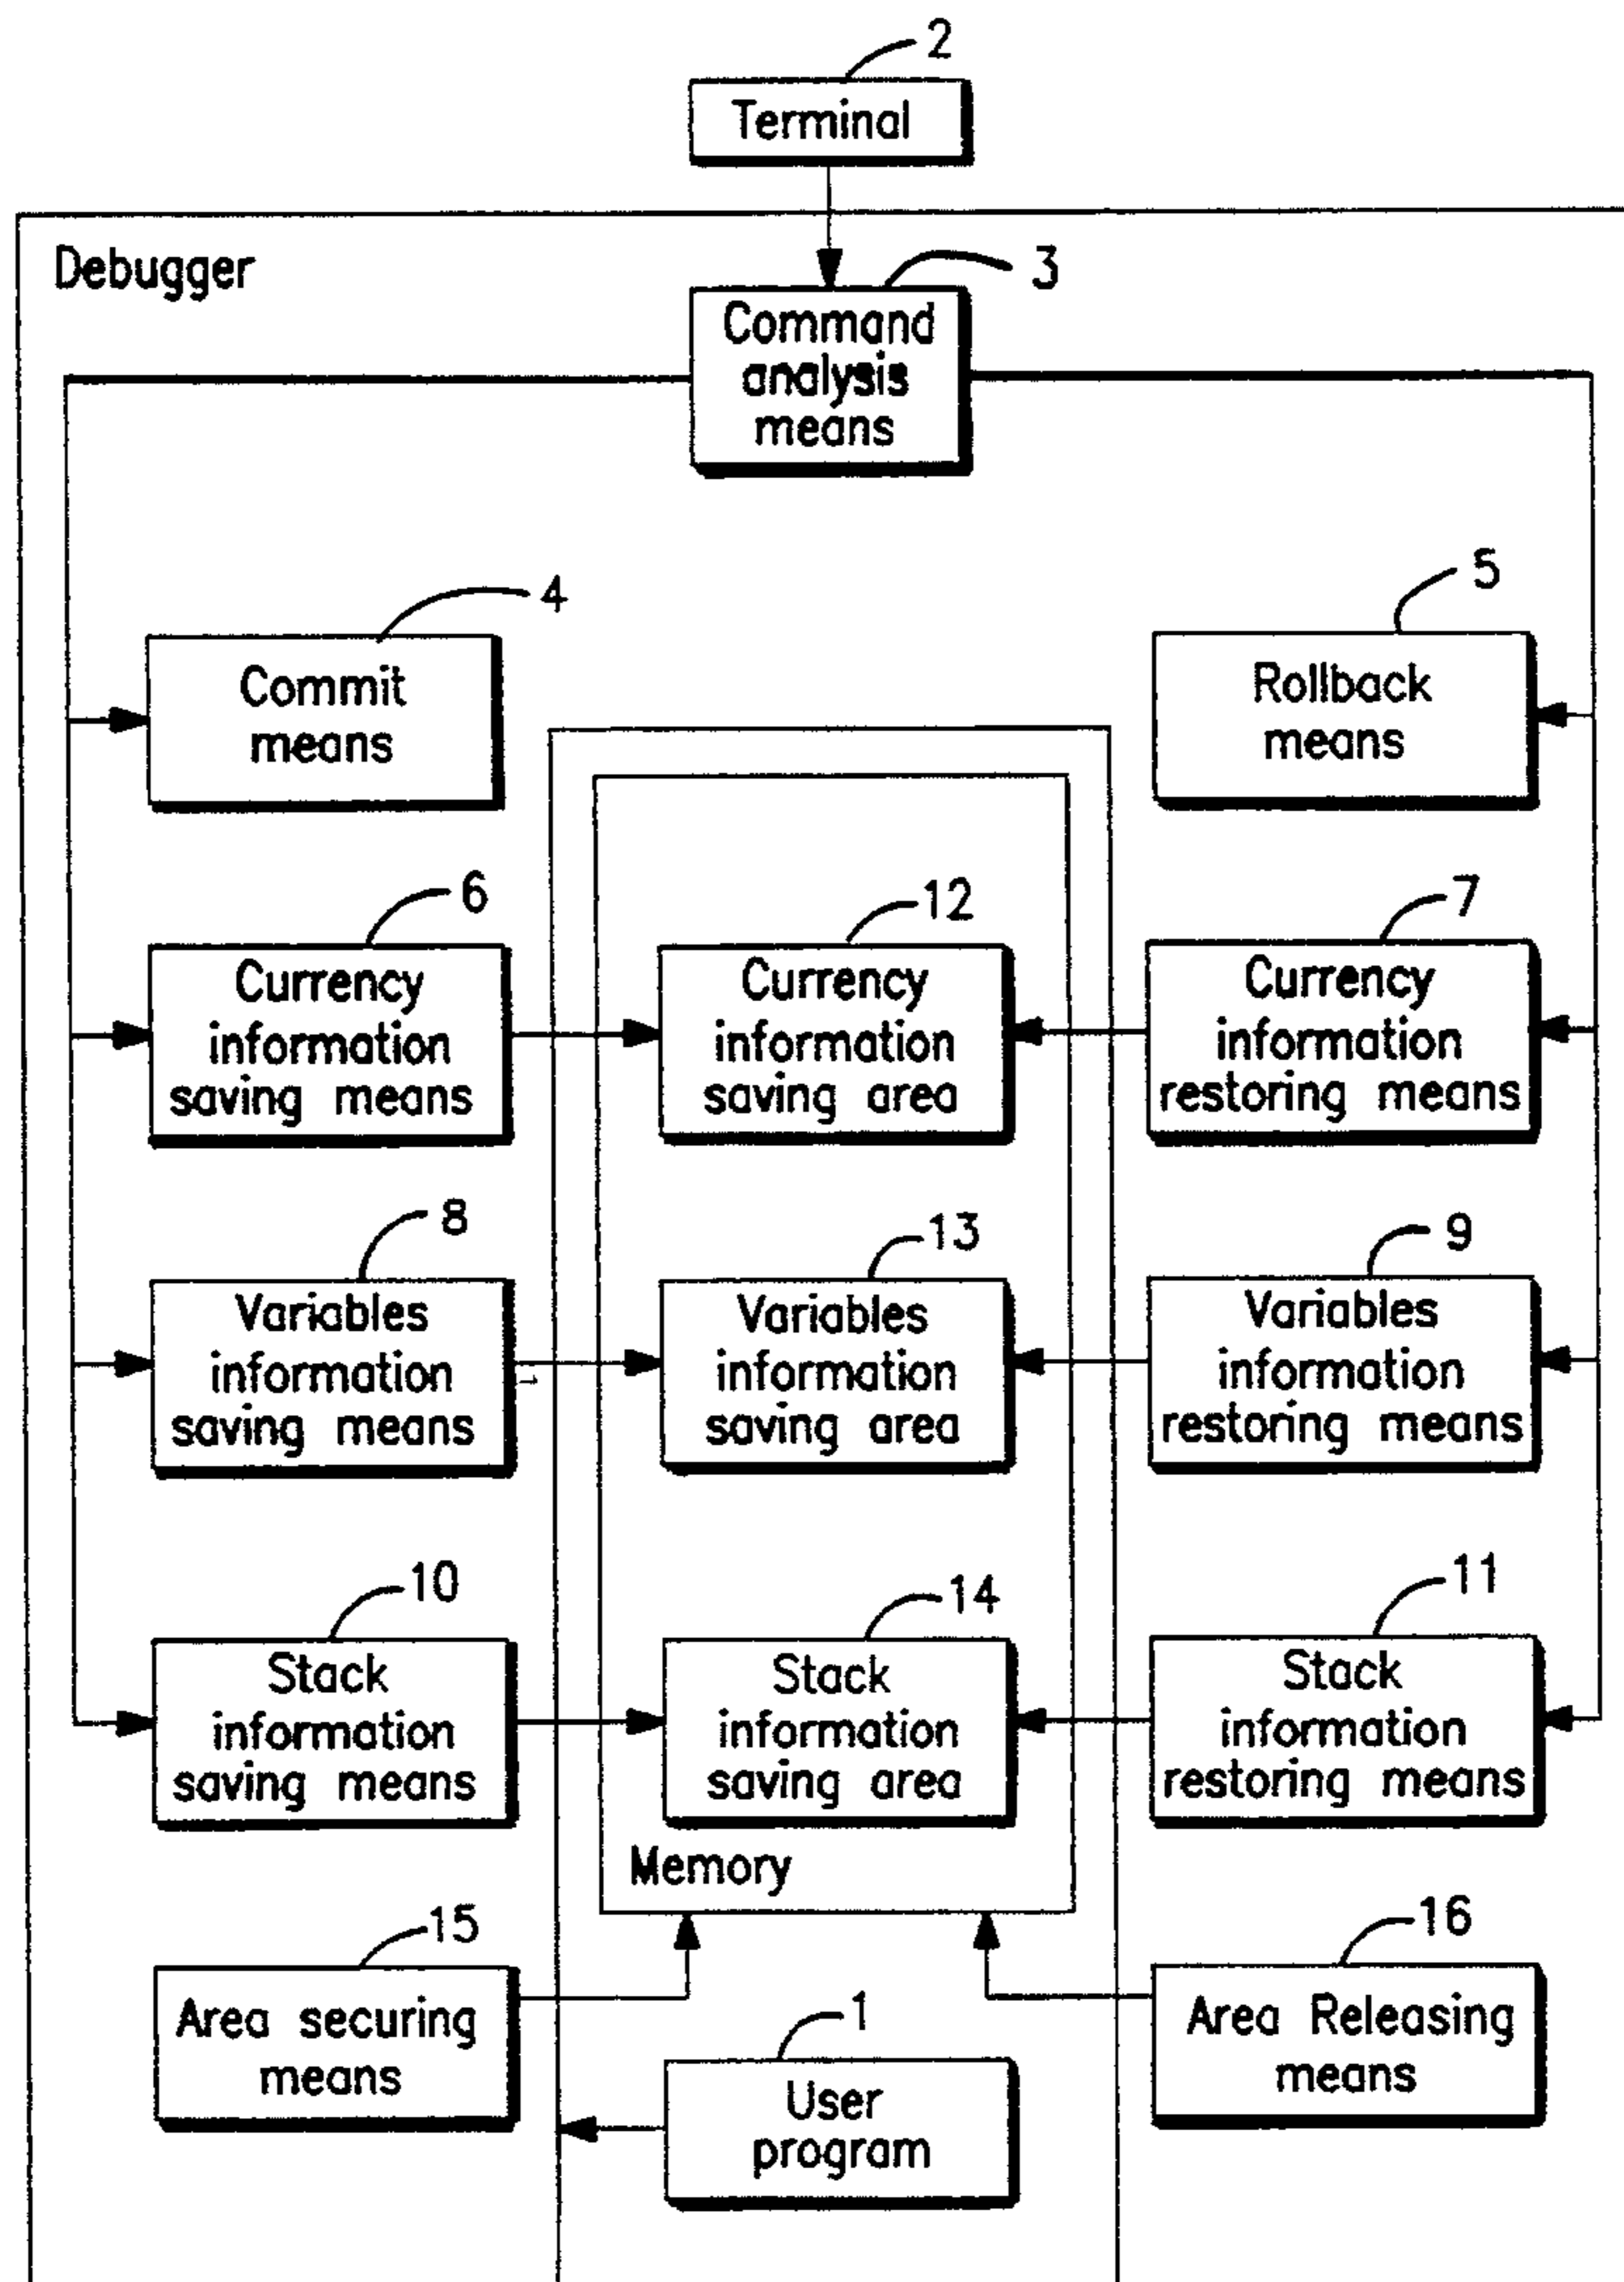 2
Terminal
Debugger
3
Command
analysis
means
4
Commit
means
5
Rollback
means
6
Currency
information
saving means
12
Currency
information
saving area
7
Currency
information
restoring means
8
Variables
information
saving means
13
Variables
information
saving area
9
Variables
information
restoring means
10
Stack
information
saving means
14
Stack
information
saving area
11
Stack
information
restoring means
Memory
15
Area securing
means
1
User
program
16
Area Releasing
means